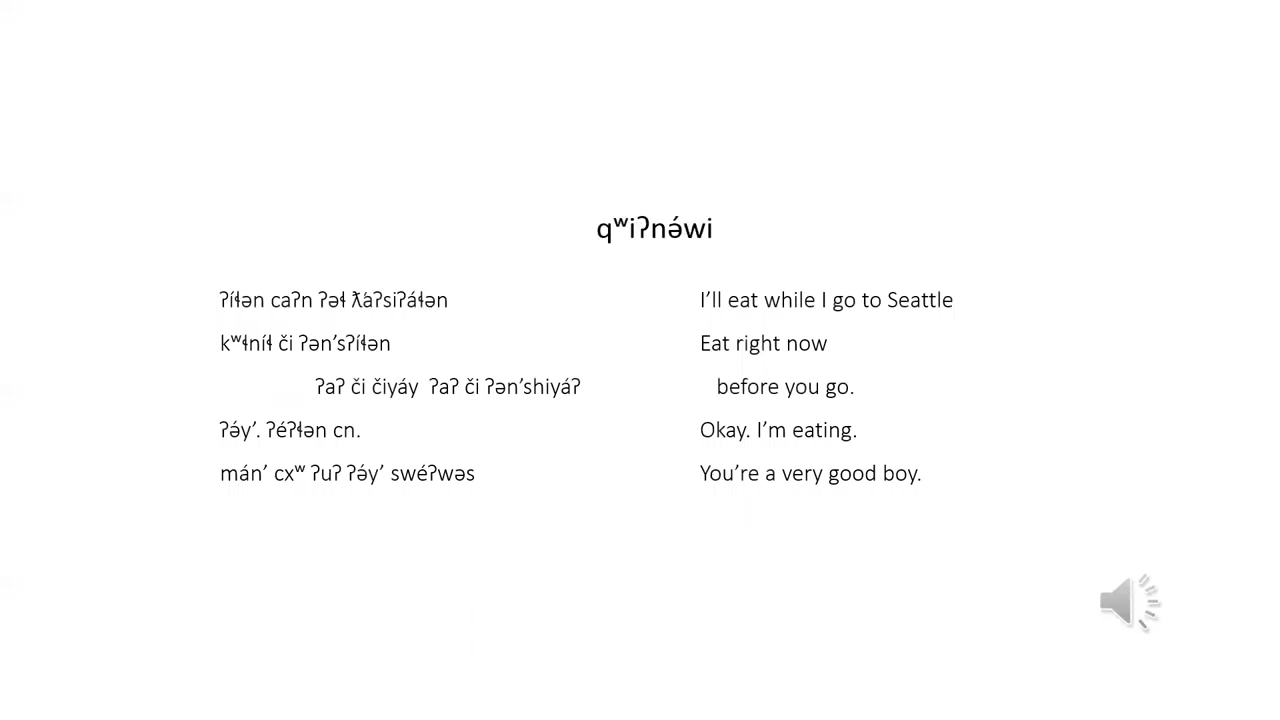 qʷiʔnə́wi
ʔíɬən caʔn ʔəɬ ƛ̕áʔsiʔáɬən I’ll eat while I go to Seattle
kʷɬníɬ či ʔən’sʔíɬən Eat right now
ʔaʔ či čiyáy ʔaʔ či ʔən’shiyáʔ before you go.
ʔə́y’. ʔéʔɬən cn. Okay. I’m eating.
mán’ cxʷ ʔuʔ ʔə́y’ swéʔwəs You’re a very good boy.